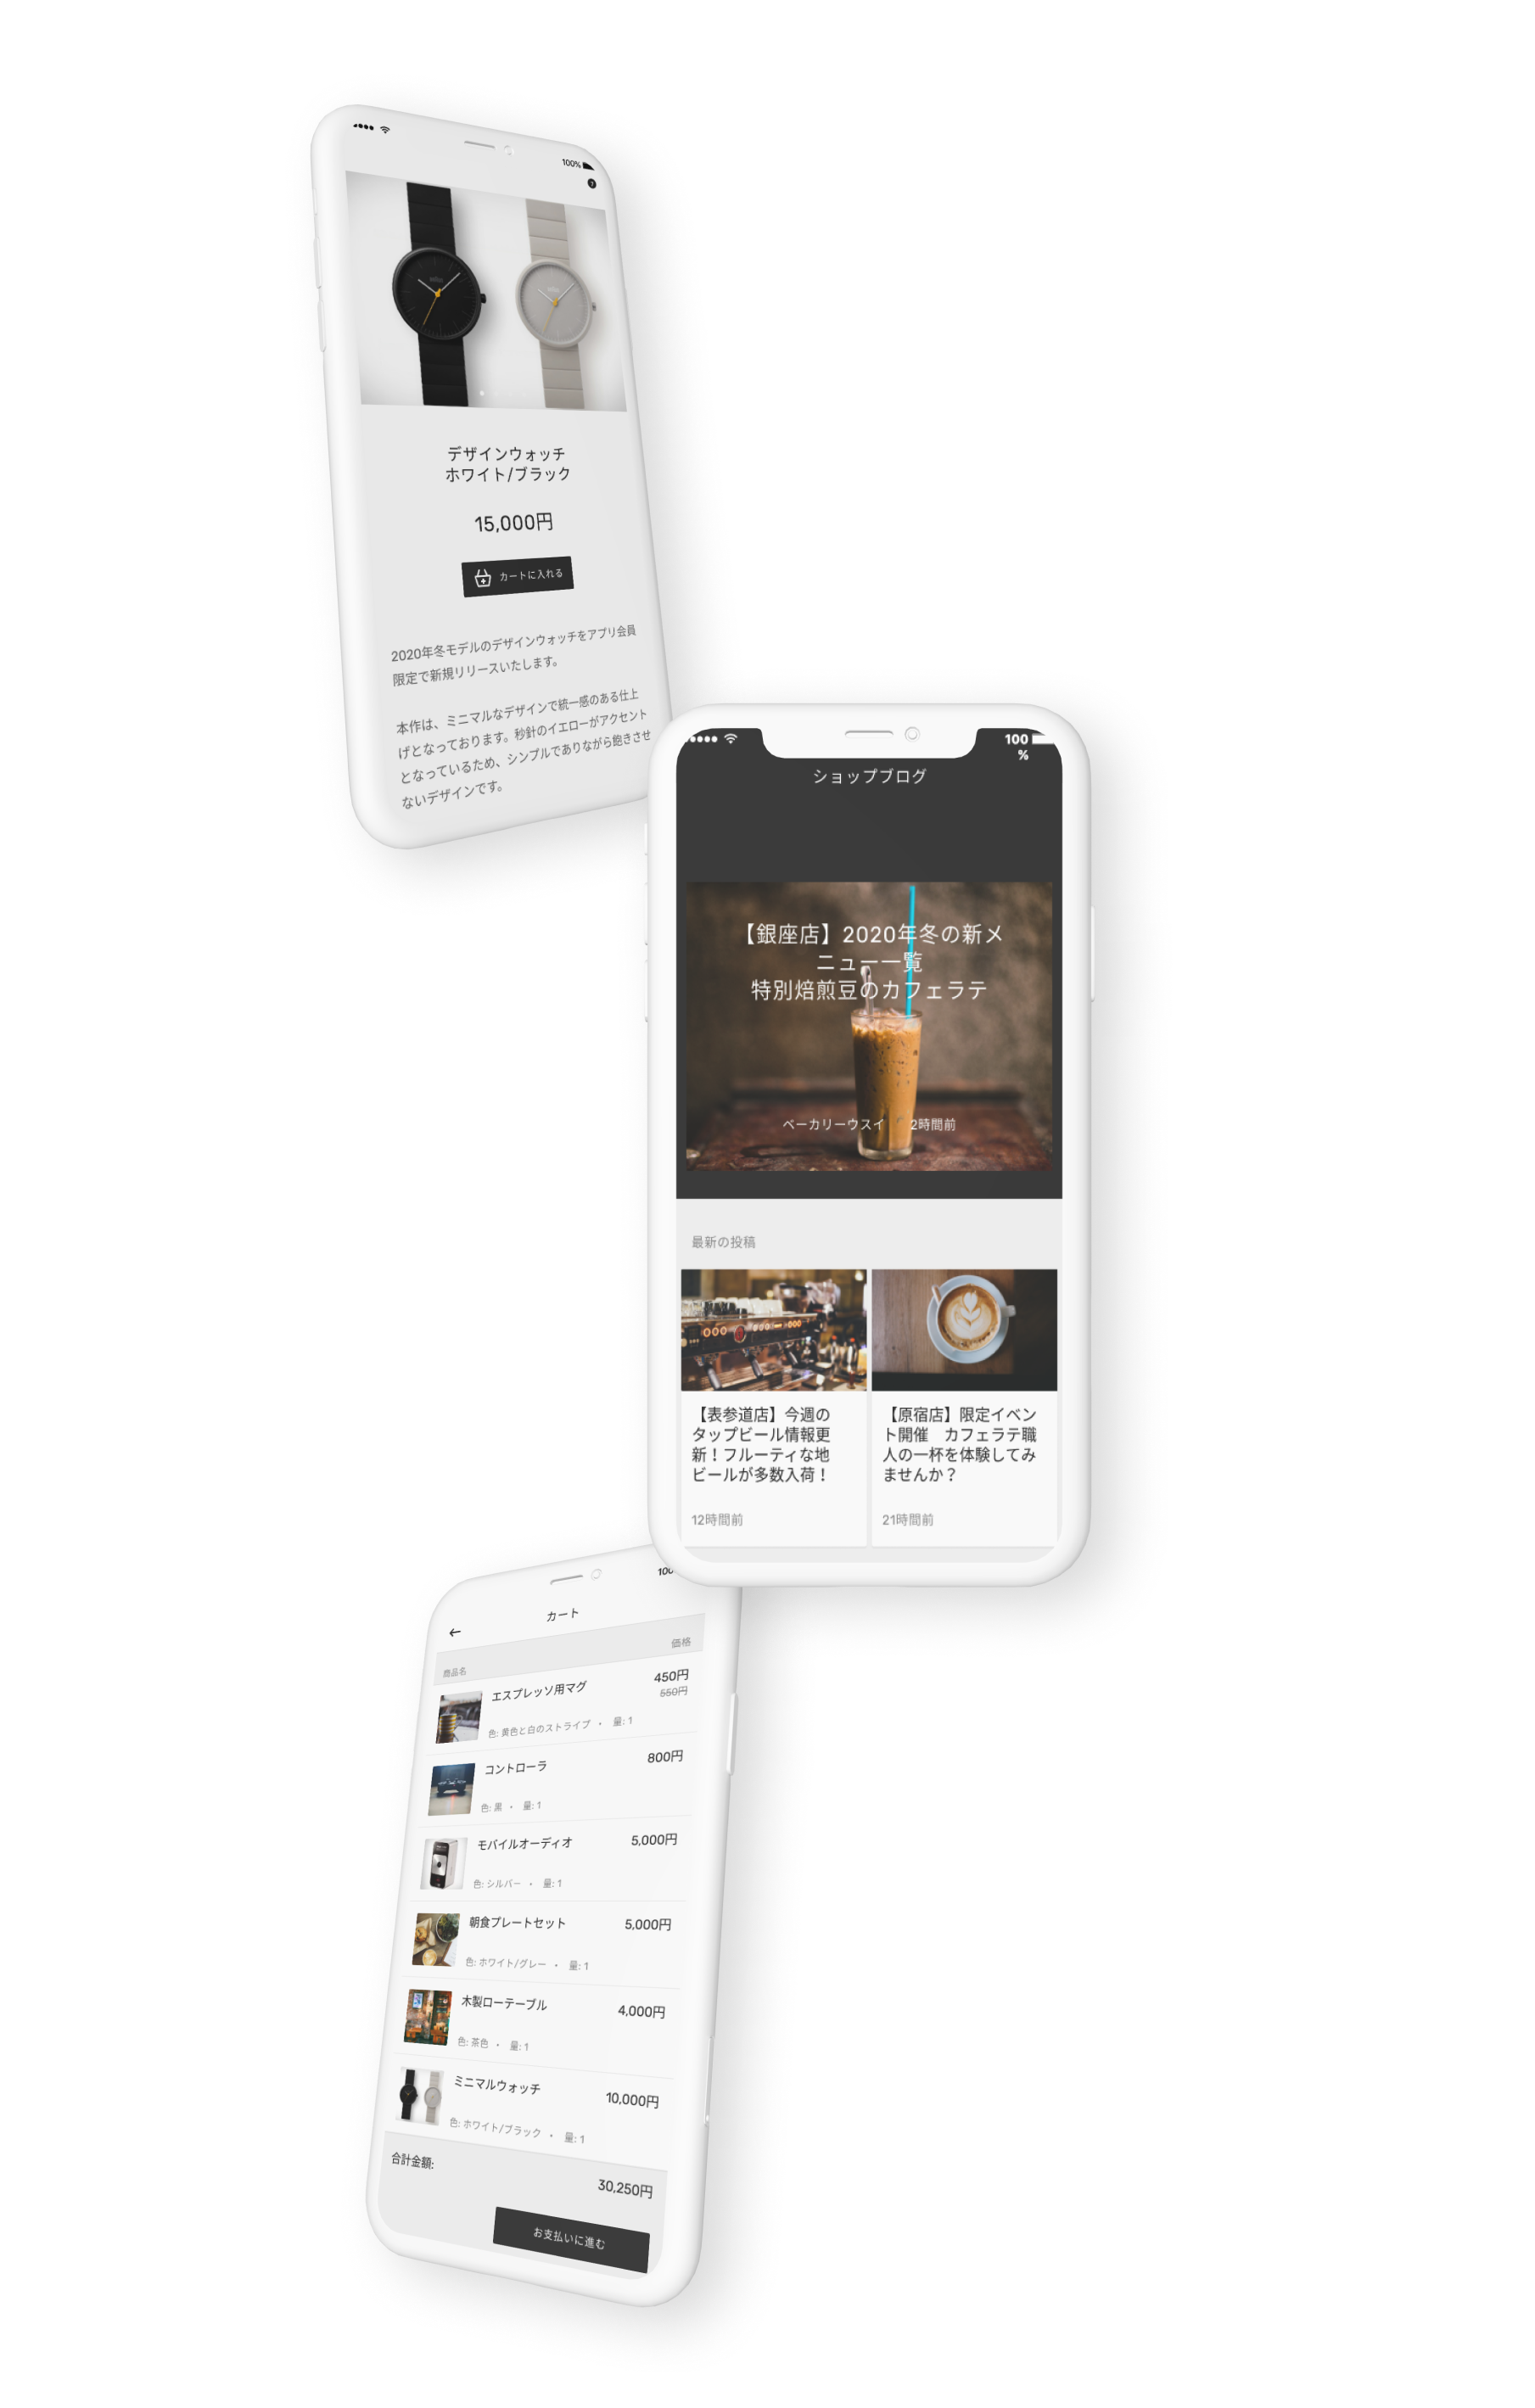 100%
デザインウォッチ
ホワイト/ブラック
15,000円
カートに入れる
2020年冬モデルのデザインウォッチをアプリ会員
限定で新規リリースいたします。
本作は、ミニマルなデザインで統一感のある仕上
げとなっております。秒針のイエローがアクセント
となっているため、シンプルでありながら飽きさせ
ないデザインです。
100
%
ショップブログ
【銀座店】2020年冬の新メ
ニュー一覧
特別焙煎豆のカフェラテ
ベーカリーウスイ 2時間前
最新の投稿
【表参道店】今週の
タップビール情報更
新！フルーティな地
ビールが多数入荷！
12時間前
【原宿店】限定イベン
ト開催　カフェラテ職
人の一杯を体験してみ
ませんか？
21時間前
100
カート
商品名 価格
エスプレッソ用マグ 450円
550円
色: 黄色と白のストライプ ・ 量: 1
コントローラ 800円
色: 黒 ・ 量: 1
モバイルオーディオ 5,000円
色: シルバー ・ 量: 1
朝食プレートセット 5,000円
色: ホワイト/グレー ・ 量: 1
木製ローテーブル 4,000円
色: 茶色 ・ 量: 1
ミニマルウォッチ 10,000円
色: ホワイト/ブラック ・ 量: 1
合計金額: 30,250円
お支払いに進む